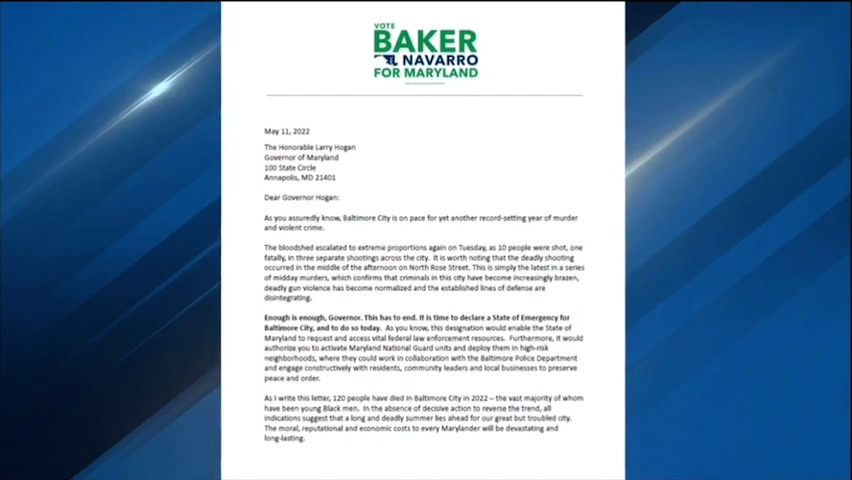 VOTE
BAKER
NAVARRO
FOR MARYLAND
May 11, 2022
The Honorable Larry Hogan
Governor of Maryland
100 State Circle
Annapolis, MD 21401
Dear Governor Hogan:
As you assuredly know, Baltimore City is on pace for yet another record-setting year of murder
and violent crime.
The bloodshed escalated to extreme proportions again on Tuesday, as 10 people were shot, one
fatally, in three separate shootings across the city.  It is worth noting that the deadly shooting
occurred in the middle of the afternoon on North Rose Street. This is simply the latest in a series
of midday murders, which confirms that criminals in this city have become increasingly brazen,
deadly gun violence has become normalized and the established lines of defense are
disintegrating.
Enough is enough, Governor. This has to end. It is time to declare a State of Emergency for
Baltimore City, and to do so today.  As you know, this designation would enable the State of
Maryland to request and access vital federal law enforcement resources.  Furthermore, it would
authorize you to activate Maryland National Guard units and deploy them in high-risk
neighborhoods, where they could work in collaboration with the Baltimore Police Department
and engage constructively with residents, community leaders and local businesses to preserve
peace and order.
As I write this letter, 120 people have died in Baltimore City in 2022 – the vast majority of whom
have been young Black men.  In the absence of decisive action to reverse the trend, all
indications suggest that a long and deadly summer lies ahead for our great but troubled city.
The moral, reputational and economic costs to every Marylander will be devastating and
long-lasting.